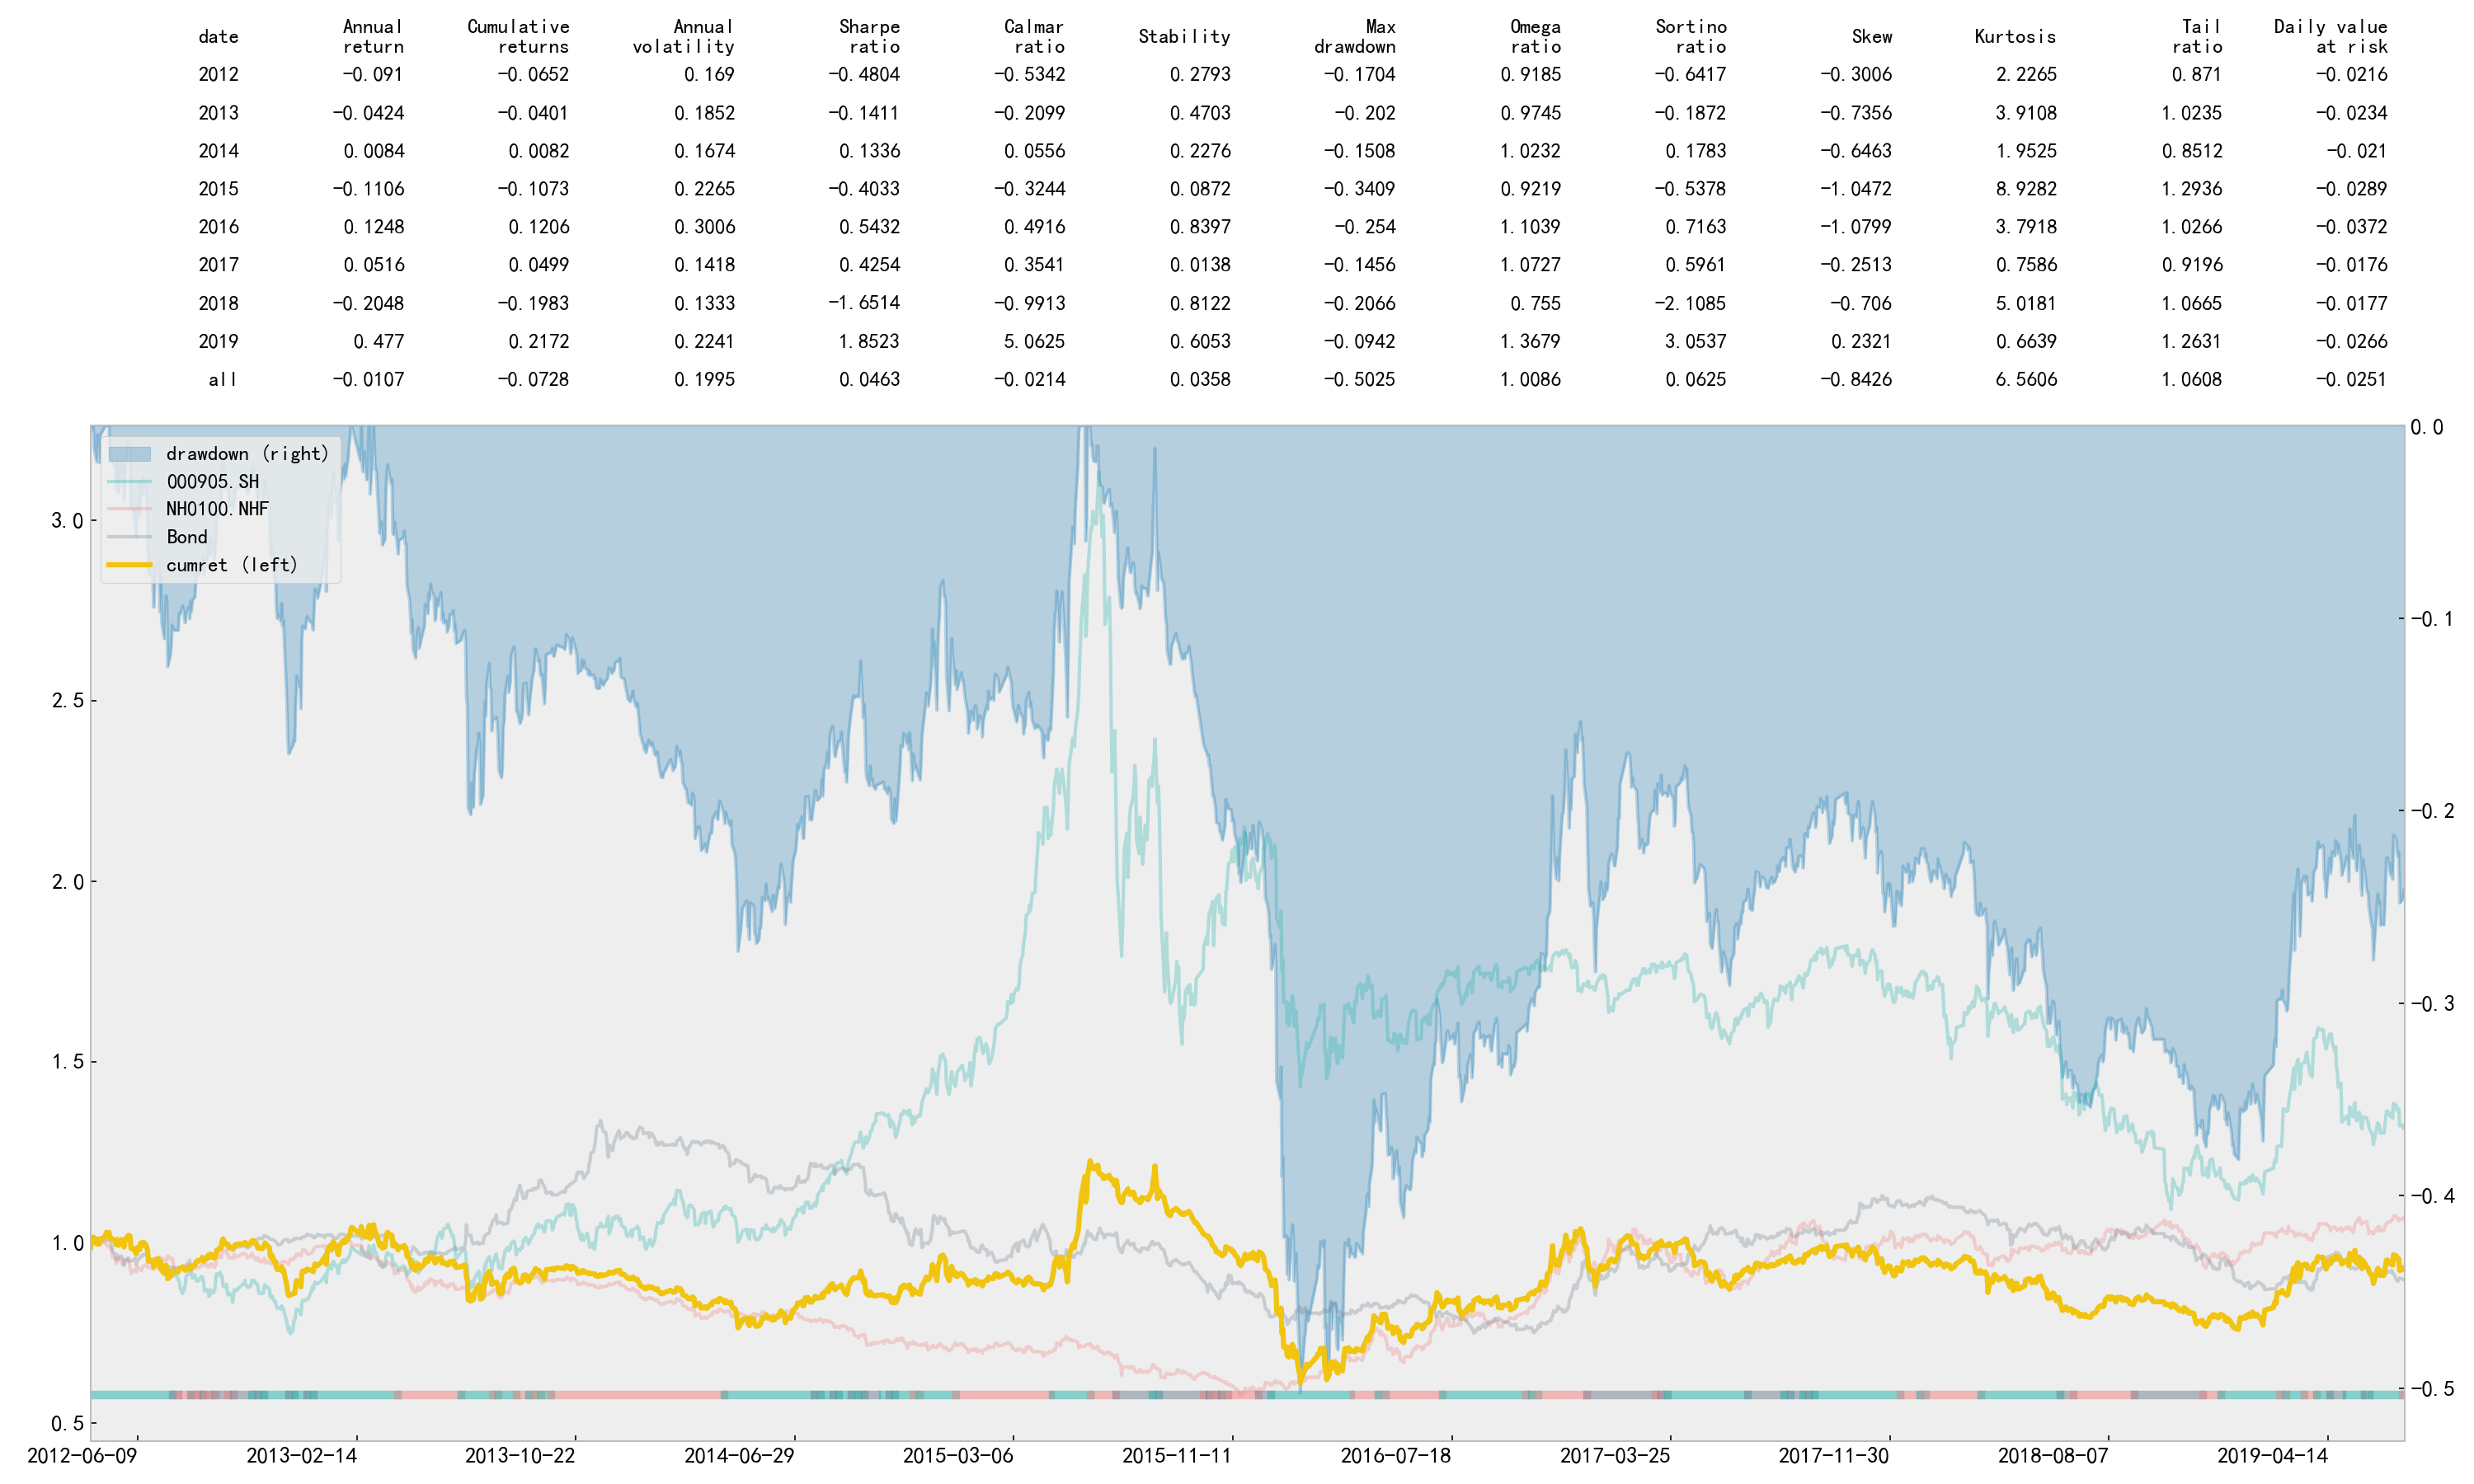 date Annual return Cumulative returns Annual volatility Sharpe ratio Calmar ratio Stability Max drawdown Omega ratio Sortino ratio Skew Kurtosis Tail ratio Daily value at risk
2012 -0.091 -0.0652 0.169 -0.4804 -0.5342 0.2793 -0.1704 0.9185 -0.6417 -0.3006 2.2265 0.871 -0.0216
2013 -0.0424 -0.0401 0.1852 -0.1411 -0.2099 0.4703 -0.202 0.9745 -0.1872 -0.7356 3.9108 1.0235 -0.0234
2014 0.0084 0.0082 0.1674 0.1336 0.0556 0.2276 -0.1508 1.0232 0.1783 -0.6463 1.9525 0.8512 -0.021
2015 -0.1106 -0.1073 0.2265 -0.4033 -0.3244 0.0872 -0.3409 0.9219 -0.5378 -1.0472 8.9282 1.2936 -0.0289
2016 0.1248 0.1206 0.3006 0.5432 0.4916 0.8397 -0.254 1.1039 0.7163 -1.0799 3.7918 1.0266 -0.0372
2017 0.0516 0.0499 0.1418 0.4254 0.3541 0.0138 -0.1456 1.0727 0.5961 -0.2513 0.7586 0.9196 -0.0176
2018 -0.2048 -0.1983 0.1333 -1.6514 -0.9913 0.8122 -0.2066 0.755 -2.1085 -0.706 5.0181 1.0665 -0.0177
2019 0.477 0.2172 0.2241 1.8523 5.0625 0.6053 -0.0942 1.3679 3.0537 0.2321 0.6639 1.2631 -0.0266
all -0.0107 -0.0728 0.1995 0.0463 -0.0214 0.0358 -0.5025 1.0086 0.0625 -0.8426 6.5606 1.0608 -0.0251
drawdown (right)
000905.SH
NH0100.NHF
Bond
cumret (left)
3.0
2.5
2.0
1.5
1.0
0.5
0.0
-0.1
-0.2
-0.3
-0.4
-0.5
2012-06-09 2013-02-14 2013-10-22 2014-06-29 2015-03-06 2015-11-11 2016-07-18 2017-03-25 2017-11-30 2018-08-07 2019-04-14